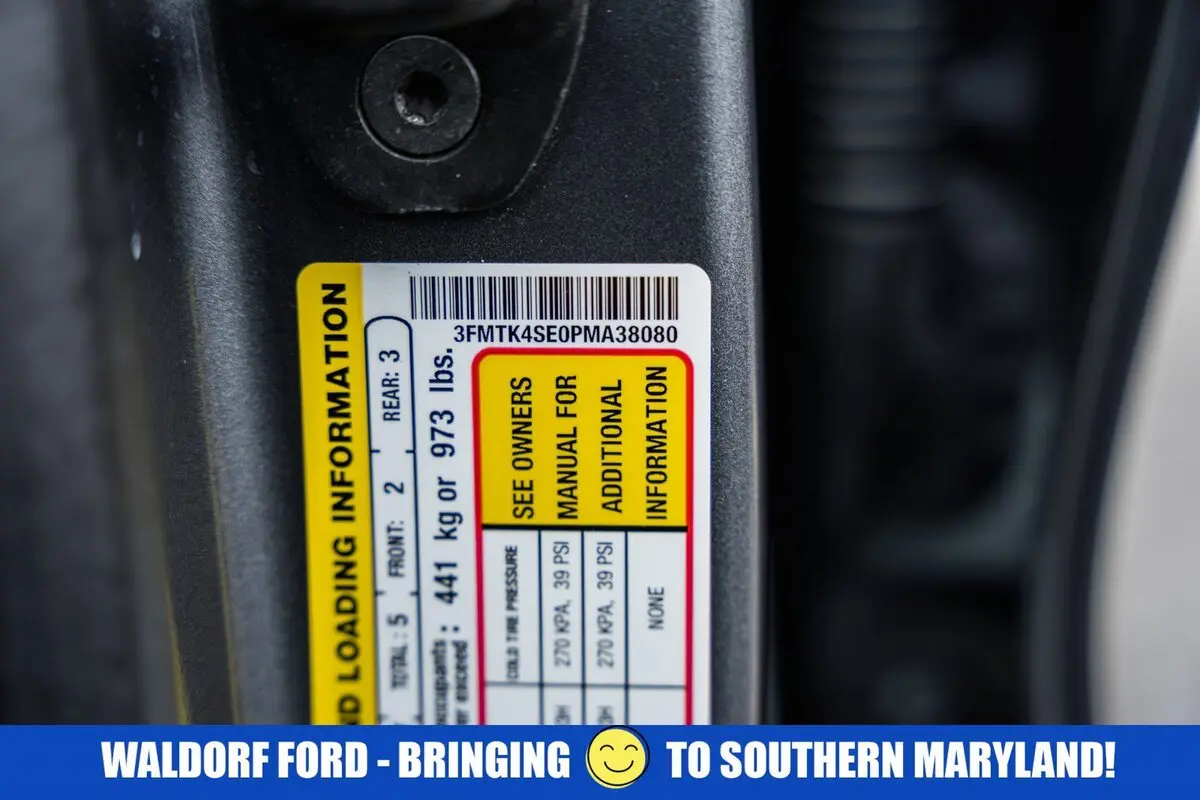 3FMTK4SE0PMA38080
LOADING INFORMATION
TOTAL: 5 FRONT: 2 REAR: 3
441 kg or 973 lbs.
SEE OWNERS
MANUAL FOR
ADDITIONAL
INFORMATION
COLD TIRE PRESSURE
270 KPA, 39 PSI
270 KPA, 39 PSI
NONE
WALDORF FORD - BRINGING TO SOUTHERN MARYLAND!